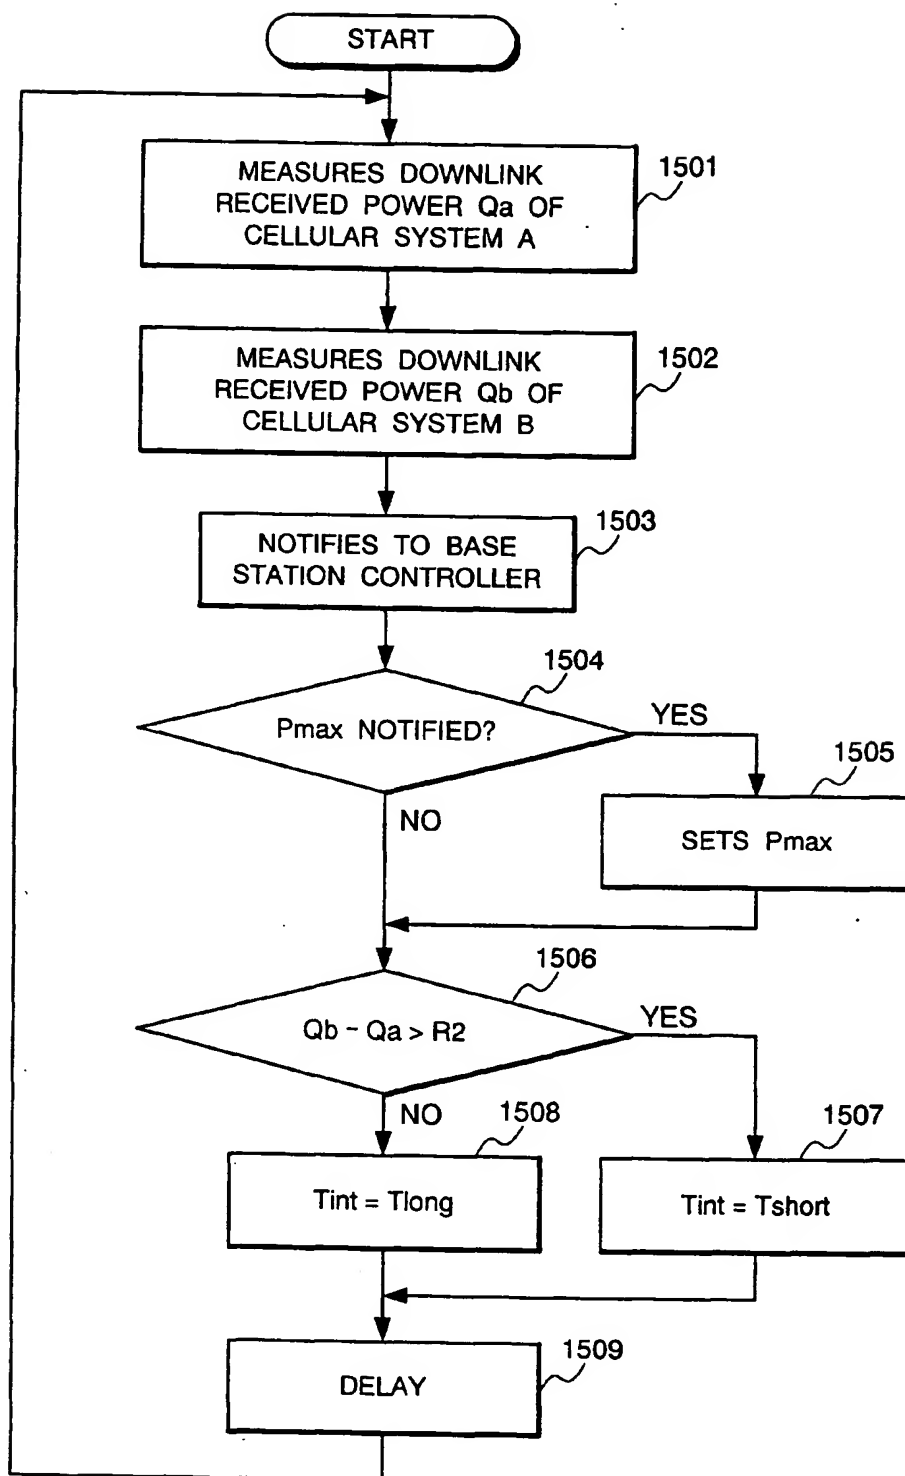 START
MEASURES DOWNLINK
RECEIVED POWER Qa OF
CELLULAR SYSTEM A
1501
MEASURES DOWNLINK
RECEIVED POWER Qb OF
CELLULAR SYSTEM B
1502
NOTIFIES TO BASE
STATION CONTROLLER
1503
Pmax NOTIFIED?
1504
YES
NO
SETS Pmax
1505
Qb - Qa > R2
1506
YES
NO
Tint = Tlong
1508
Tint = Tshort
1507
DELAY
1509